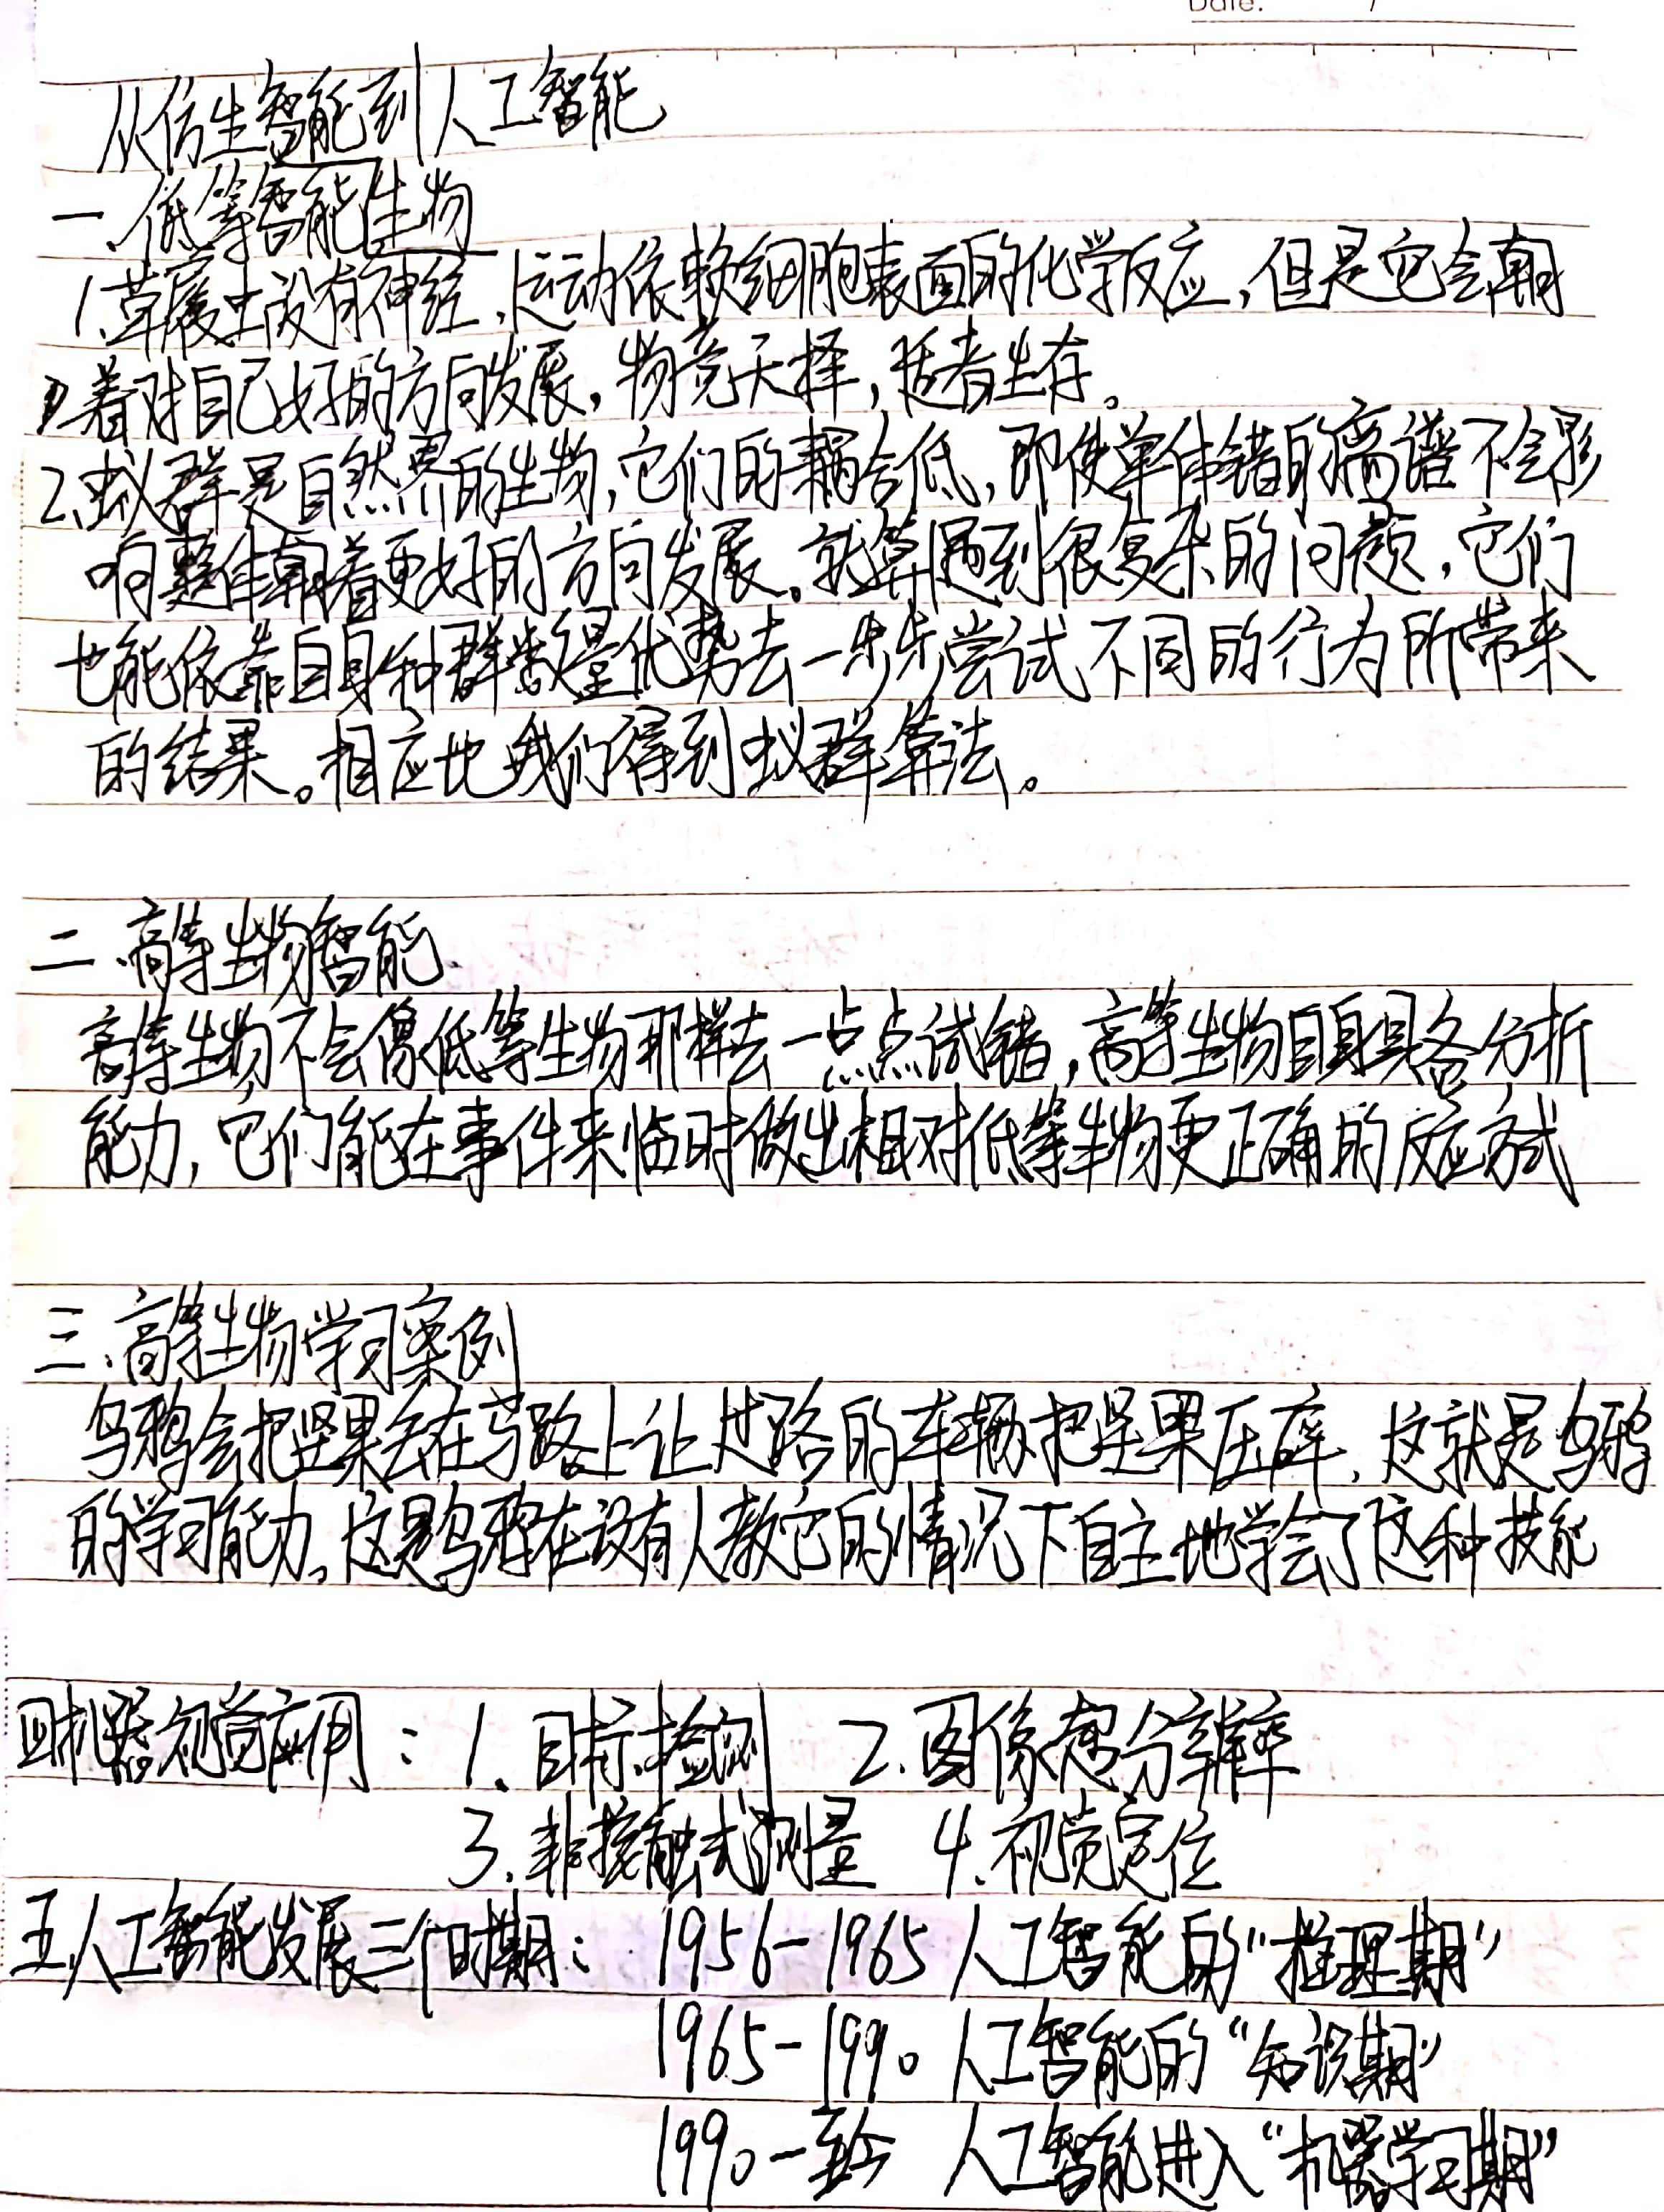 Date: /
从仿生智能到人工智能
一、低等智能生物
1、草履虫没有神经,运动依赖细胞表面的化学反应,但是它会朝
着对自己好的方向发展,物竞天择,适者生存。
2、蚁群是自然界的生物,它们的耦合低,即使单体错的离谱不会影
响整体朝着更好的方向发展。就算遇到很复杂的问题,它们
也能依靠自身种群数量优势去一步步尝试不同的行为所带来
的结果。相应地我们得到蚁群算法。
二、高等生物智能
高等生物不会像低等生物那样去一点点试错,高等生物自身具备分析
能力,它们能在事件来临时做出相对低等生物更正确的反应方式
三、高等生物学习案例
乌鸦会把坚果丢在马路上让过路的车辆把坚果压碎,这就是乌鸦
的学习能力。这是乌鸦在没有人教它的情况下自主地学会了这种技能
四机器视觉应用:1、目标检测 2.图像超分辨率
3.非接触式测量 4.视觉定位
五、人工智能发展三个时期: 1956-1965 人工智能的“推理期”
1965-1990 人工智能的“知识期”
1990-至今 人工智能进入“机器学习期”